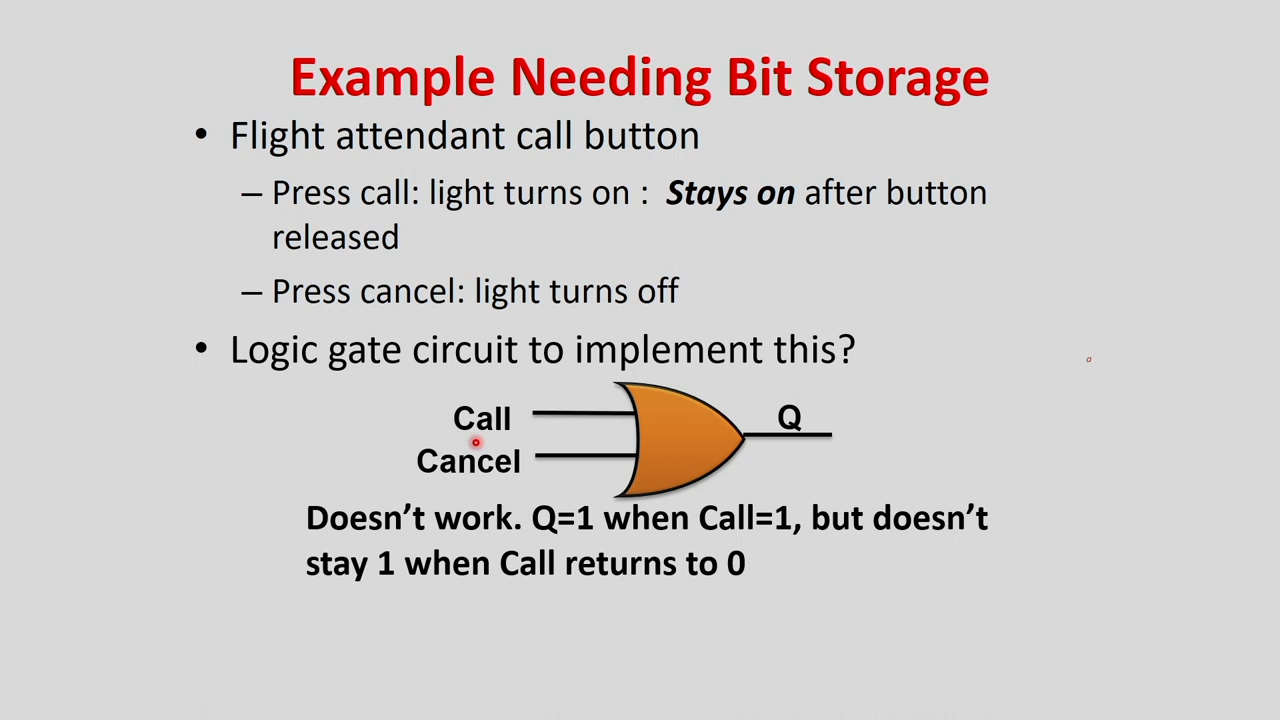 Example Needing Bit Storage
• Flight attendant call button
– Press call: light turns on : Stays on after button
released
– Press cancel: light turns off
• Logic gate circuit to implement this?
a
Call
Q
Cancel
Doesn’t work. Q=1 when Call=1, but doesn’t
stay 1 when Call returns to 0